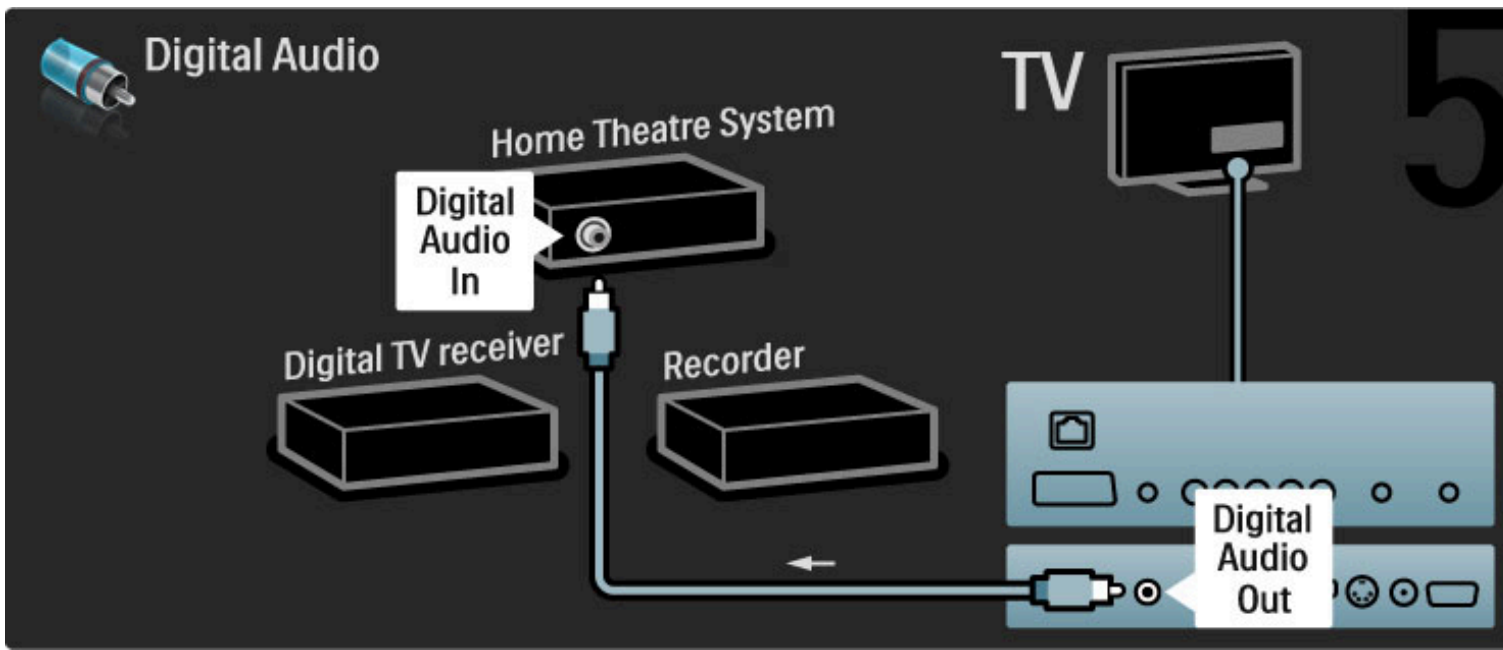 Digital Audio
TV
5
Home Theatre System
Digital
Audio
In
Digital TV receiver
Recorder
Digital
Audio
Out